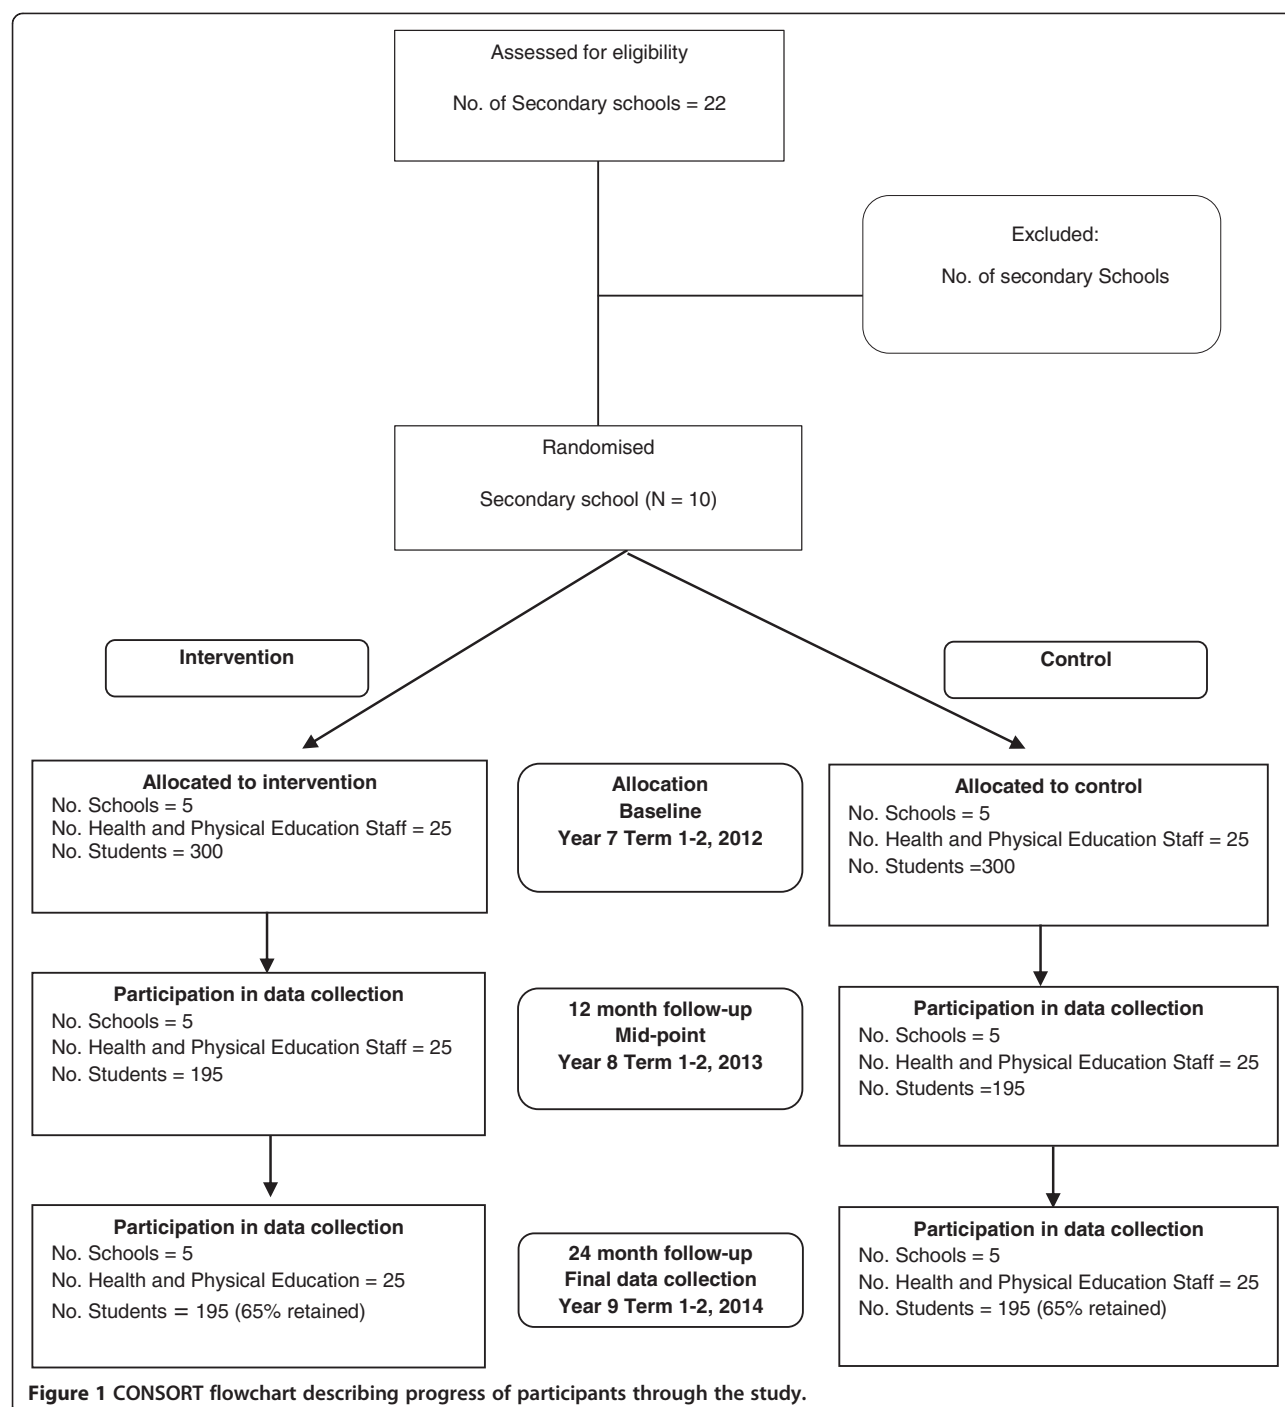 Assessed for eligibility
No. of Secondary schools = 22
Excluded:
No. of secondary Schools
Randomised
Secondary school (N = 10)
Intervention
Control
Allocated to intervention
No. Schools = 5
No. Health and Physical Education Staff = 25
No. Students = 300
Allocation
Baseline
Year 7 Term 1-2, 2012
Allocated to control
No. Schools = 5
No. Health and Physical Education Staff = 25
No. Students =300
Participation in data collection
No. Schools = 5
No. Health and Physical Education Staff = 25
No. Students = 195
12 month follow-up
Mid-point
Year 8 Term 1-2, 2013
Participation in data collection
No. Schools = 5
No. Health and Physical Education Staff = 25
No. Students =195
Participation in data collection
No. Schools = 5
No. Health and Physical Education = 25
No. Students = 195 (65% retained)
24 month follow-up
Final data collection
Year 9 Term 1-2, 2014
Participation in data collection
No. Schools = 5
No. Health and Physical Education Staff = 25
No. Students = 195 (65% retained)
Figure 1 CONSORT flowchart describing progress of participants through the study.